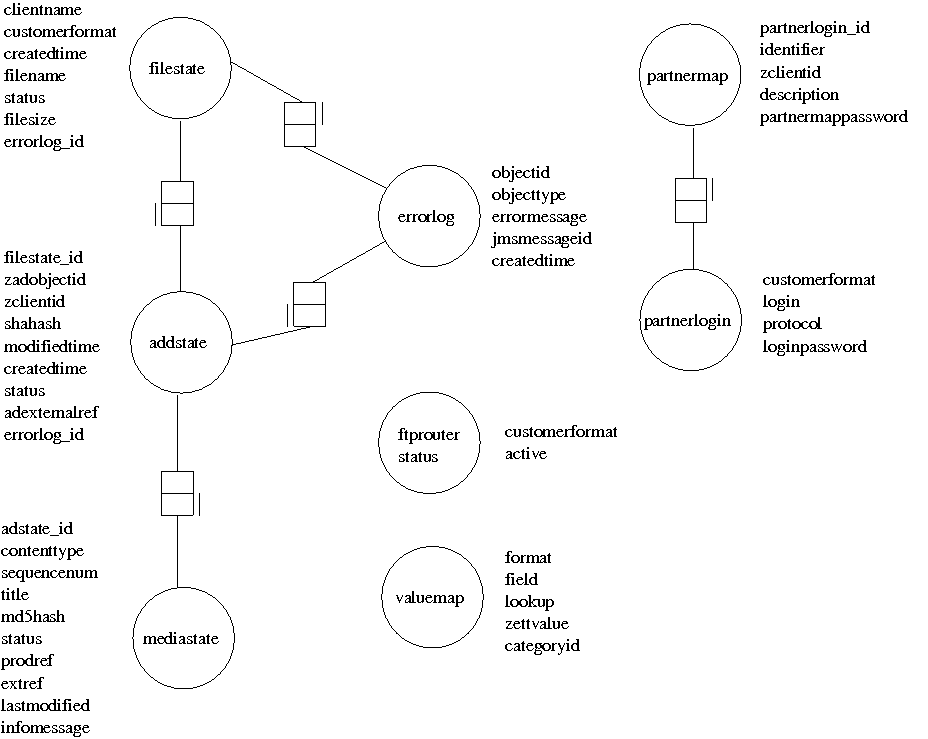 clientname
customerformat
createdtime
filename
status
filesize
errorlog_id
filestate
partnermap
partnerlogin_id
identifier
zclientid
description
partnermappassword
errorlog
objectid
objecttype
errormessage
jmsmessageid
createdtime
filestate_id
zadobjectid
zclientid
shahash
modifiedtime
createdtime
status
adexternalref
errorlog_id
addstate
partnerlogin
customerformat
login
protocol
loginpassword
ftprouter
status
customerformat
active
adstate_id
contenttype
sequencenum
title
md5hash
status
prodref
extref
lastmodified
infomessage
mediastate
valuemap
format
field
lookup
zettvalue
categoryid